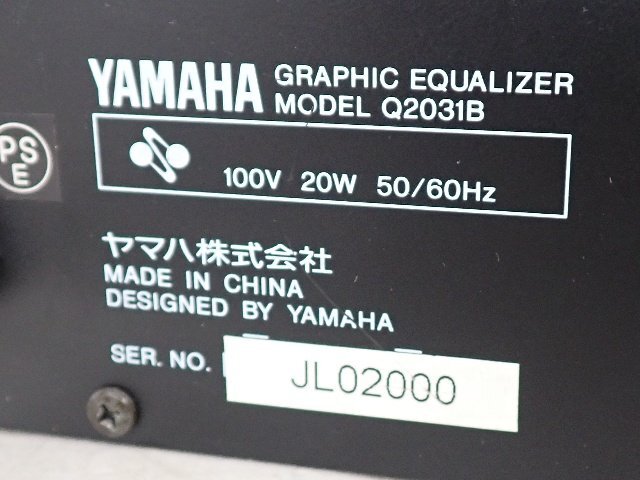 YAMAHA GRAPHIC EQUALIZER
MODEL Q2031B
PS
E
100V 20W 50/60Hz
ヤマハ株式会社
MADE IN CHINA
DESIGNED BY YAMAHA
SER. NO. JL02000